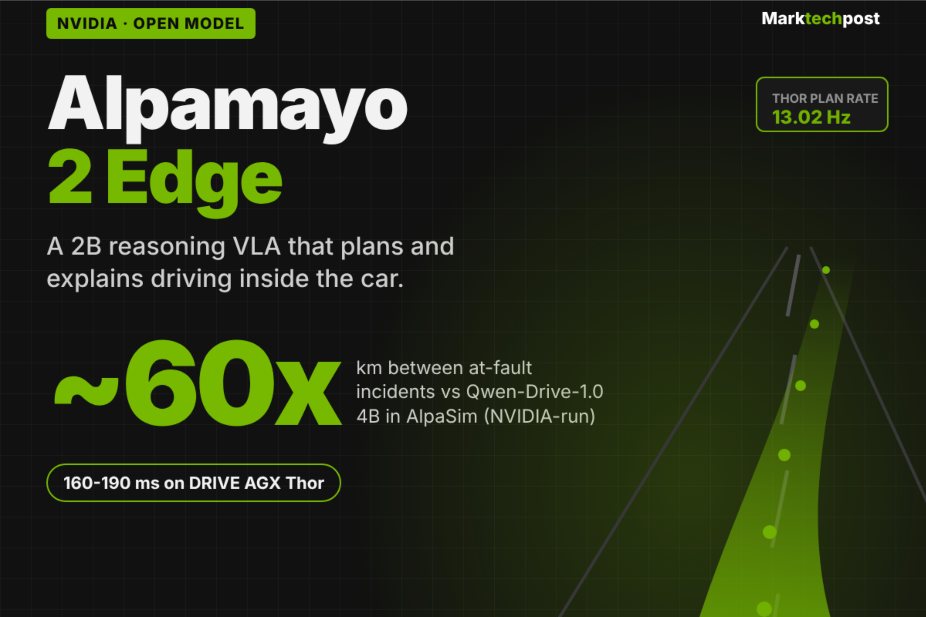 NVIDIA · OPEN MODEL
Marktechpost
Alpamayo
2 Edge
THOR PLAN RATE
13.02 Hz
A 2B reasoning VLA that plans and
explains driving inside the car.
~60x
km between at-fault
incidents vs Qwen-Drive-1.0
4B in AlpaSim (NVIDIA-run)
160-190 ms on DRIVE AGX Thor